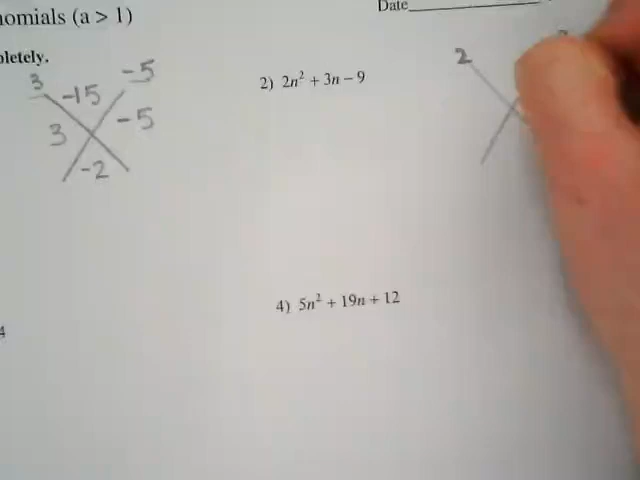 nomials (a > 1)
Date
pletely.
3 -15 -5
3 -5
-2
2) 2n² + 3n − 9
2
4) 5n² + 19n + 12
4